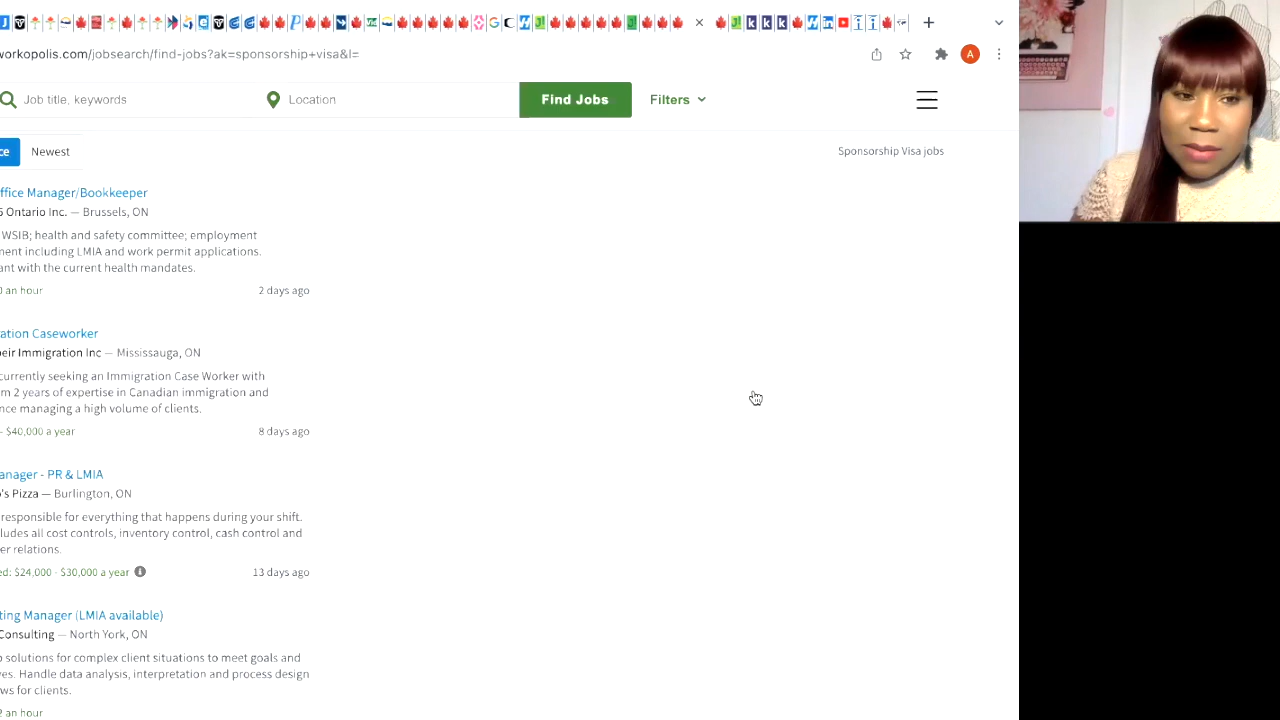 workopolis.com/jobsearch/find-jobs?ak=sponsorship+visa&l=
A
Job title, keywords
Location
Find Jobs
Filters
Newest
Sponsorship Visa jobs
ffice Manager/Bookkeeper
Ontario Inc. — Brussels, ON
WSIB; health and safety committee; employment
ment including LMIA and work permit applications.
ant with the current health mandates.
0 an hour
2 days ago
ation Caseworker
eir Immigration Inc — Mississauga, ON
currently seeking an Immigration Case Worker with
m 2 years of expertise in Canadian immigration and
nce managing a high volume of clients.
- $40,000 a year
8 days ago
anager - PR & LMIA
o's Pizza — Burlington, ON
responsible for everything that happens during your shift.
ludes all cost controls, inventory control, cash control and
er relations.
ed: $24,000 - $30,000 a year
13 days ago
ting Manager (LMIA available)
Consulting — North York, ON
solutions for complex client situations to meet goals and
ves. Handle data analysis, interpretation and process design
ws for clients.
2 an hour